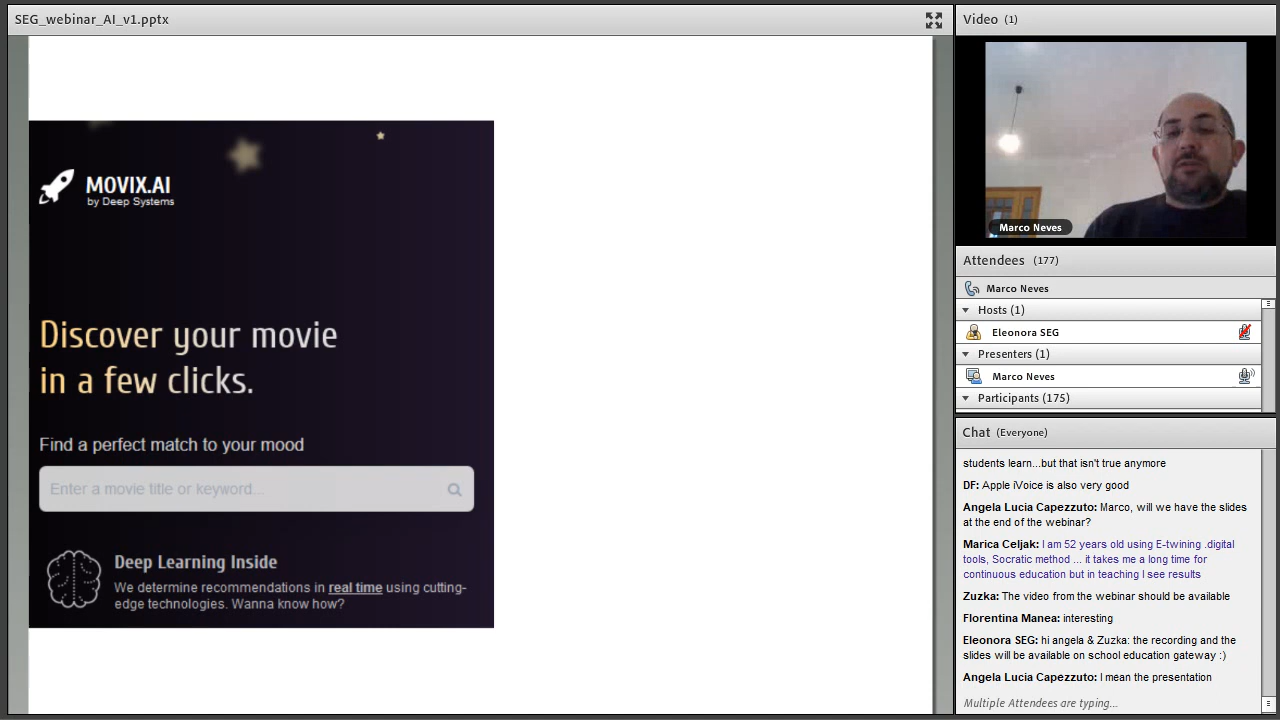 SEG_webinar_AI_v1.pptx
MOVIX.AI
by Deep Systems
Discover your movie
in a few clicks.
Find a perfect match to your mood
Enter a movie title or keyword...
Deep Learning Inside
We determine recommendations in real time using cutting-
edge technologies. Wanna know how?
Video (1)
Marco Neves
Attendees (177)
Marco Neves
Hosts (1)
Eleonora SEG
Presenters (1)
Marco Neves
Participants (175)
Chat (Everyone)
students learn...but that isn't true anymore
DF: Apple iVoice is also very good
Angela Lucia Capezzuto: Marco, will we have the slides
at the end of the webinar?
Marica Celjak: I am 52 years old using E-twining .digital
tools, Socratic method ... it takes me a long time for
continuous education but in teaching I see results
Zuzka: The video from the webinar should be available
Florentina Manea: interesting
Eleonora SEG: hi angela & Zuzka: the recording and the
slides will be available on school education gateway :)
Angela Lucia Capezzuto: I mean the presentation
Multiple Attendees are typing...